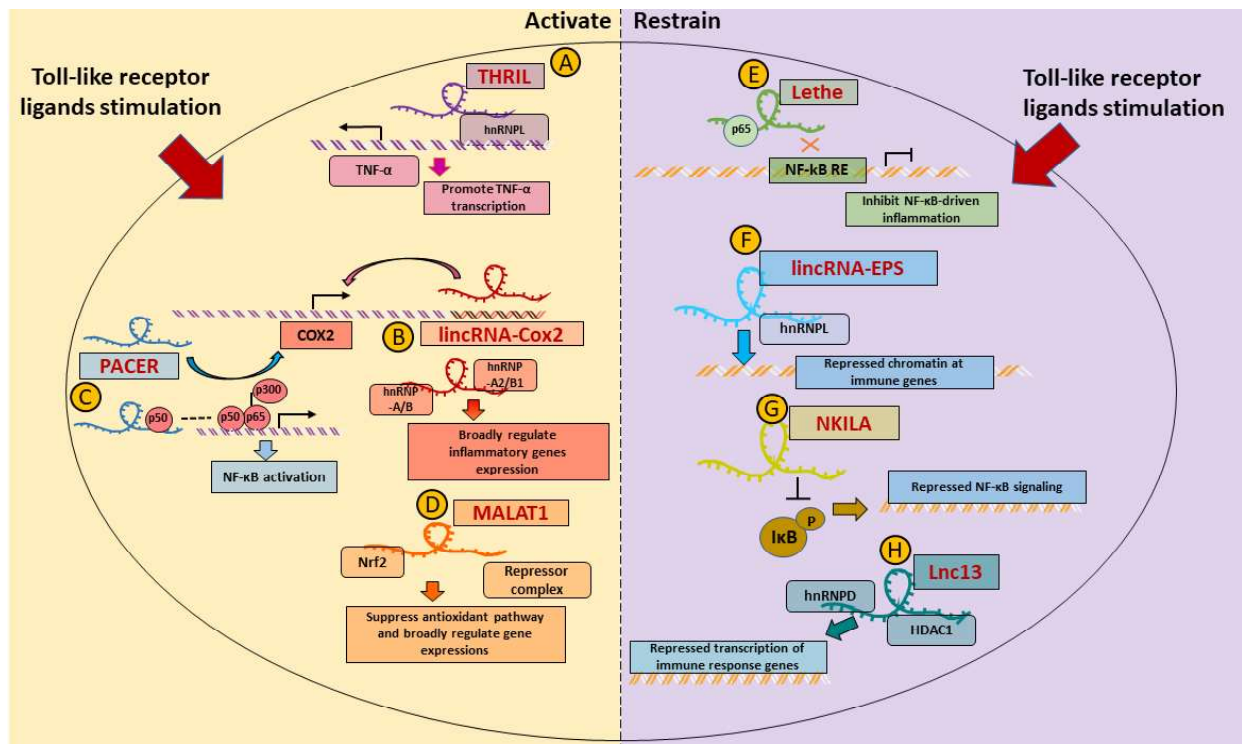 Activate
Restrain
Toll-like receptor
ligands stimulation
A
THRIL
hnRNPL
TNF-α
Promote TNF-α
transcription
COX2
B
lincRNA-Cox2
hnRNP
-A2/B1
hnRNP
-A/B
Broadly regulate
inflammatory genes
expression
PACER
C
p50
p50
p65
p300
NF-κB activation
D
MALAT1
Nrf2
Repressor
complex
Suppress antioxidant pathway
and broadly regulate gene
expressions
Toll-like receptor
ligands stimulation
E
Lethe
p65
NF-kB RE
Inhibit NF-κB-driven
inflammation
F
lincRNA-EPS
hnRNPL
Repressed chromatin at
immune genes
G
NKILA
IκB
P
Repressed NF-κB signaling
H
Lnc13
hnRNPD
HDAC1
Repressed transcription of
immune response genes